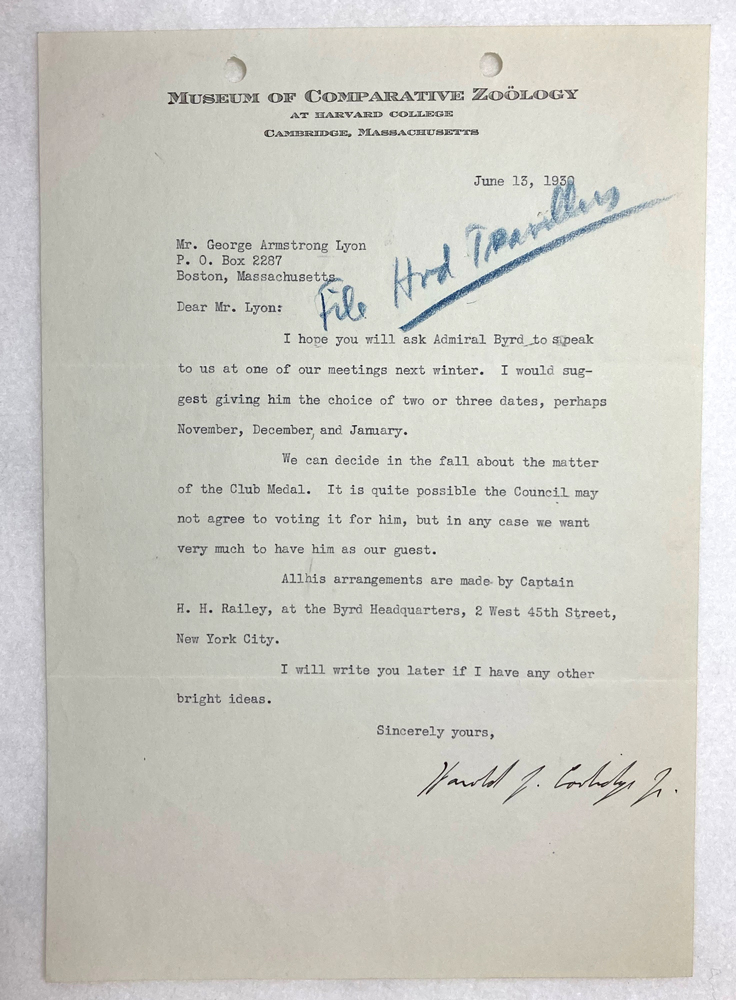 MUSEUM OF COMPARATIVE ZOÖLOGY
AT HARVARD COLLEGE
CAMBRIDGE, MASSACHUSETTS
June 13, 1930
File Hvd Travellers
Mr. George Armstrong Lyon
P. O. Box 2287
Boston, Massachusetts
Dear Mr. Lyon:
I hope you will ask Admiral Byrd to speak
to us at one of our meetings next winter. I would sug-
gest giving him the choice of two or three dates, perhaps
November, December, and January.
We can decide in the fall about the matter
of the Club Medal. It is quite possible the Council may
not agree to voting it for him, but in any case we want
very much to have him as our guest.
All his arrangements are made by Captain
H. H. Railey, at the Byrd Headquarters, 2 West 45th Street,
New York City.
I will write you later if I have any other
bright ideas.
Sincerely yours,
Harold J. Coolidge Jr.